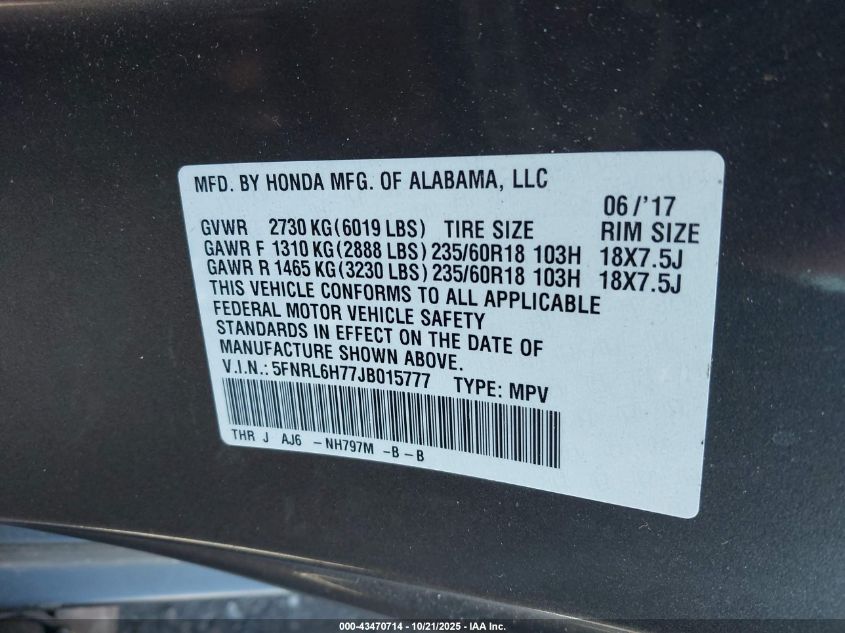 MFD. BY HONDA MFG. OF ALABAMA, LLC
06/'17
GVWR 2730 KG(6019 LBS) TIRE SIZE RIM SIZE
GAWR F 1310 KG(2888 LBS) 235/60R18 103H 18X7.5J
GAWR R 1465 KG(3230 LBS) 235/60R18 103H 18X7.5J
THIS VEHICLE CONFORMS TO ALL APPLICABLE
FEDERAL MOTOR VEHICLE SAFETY
STANDARDS IN EFFECT ON THE DATE OF
MANUFACTURE SHOWN ABOVE.
V.I.N.: 5FNRL6H77JB015777 TYPE: MPV
THR J AJ6 -NH797M -B-B
000-43470714 - 10/21/2025 - IAA Inc.